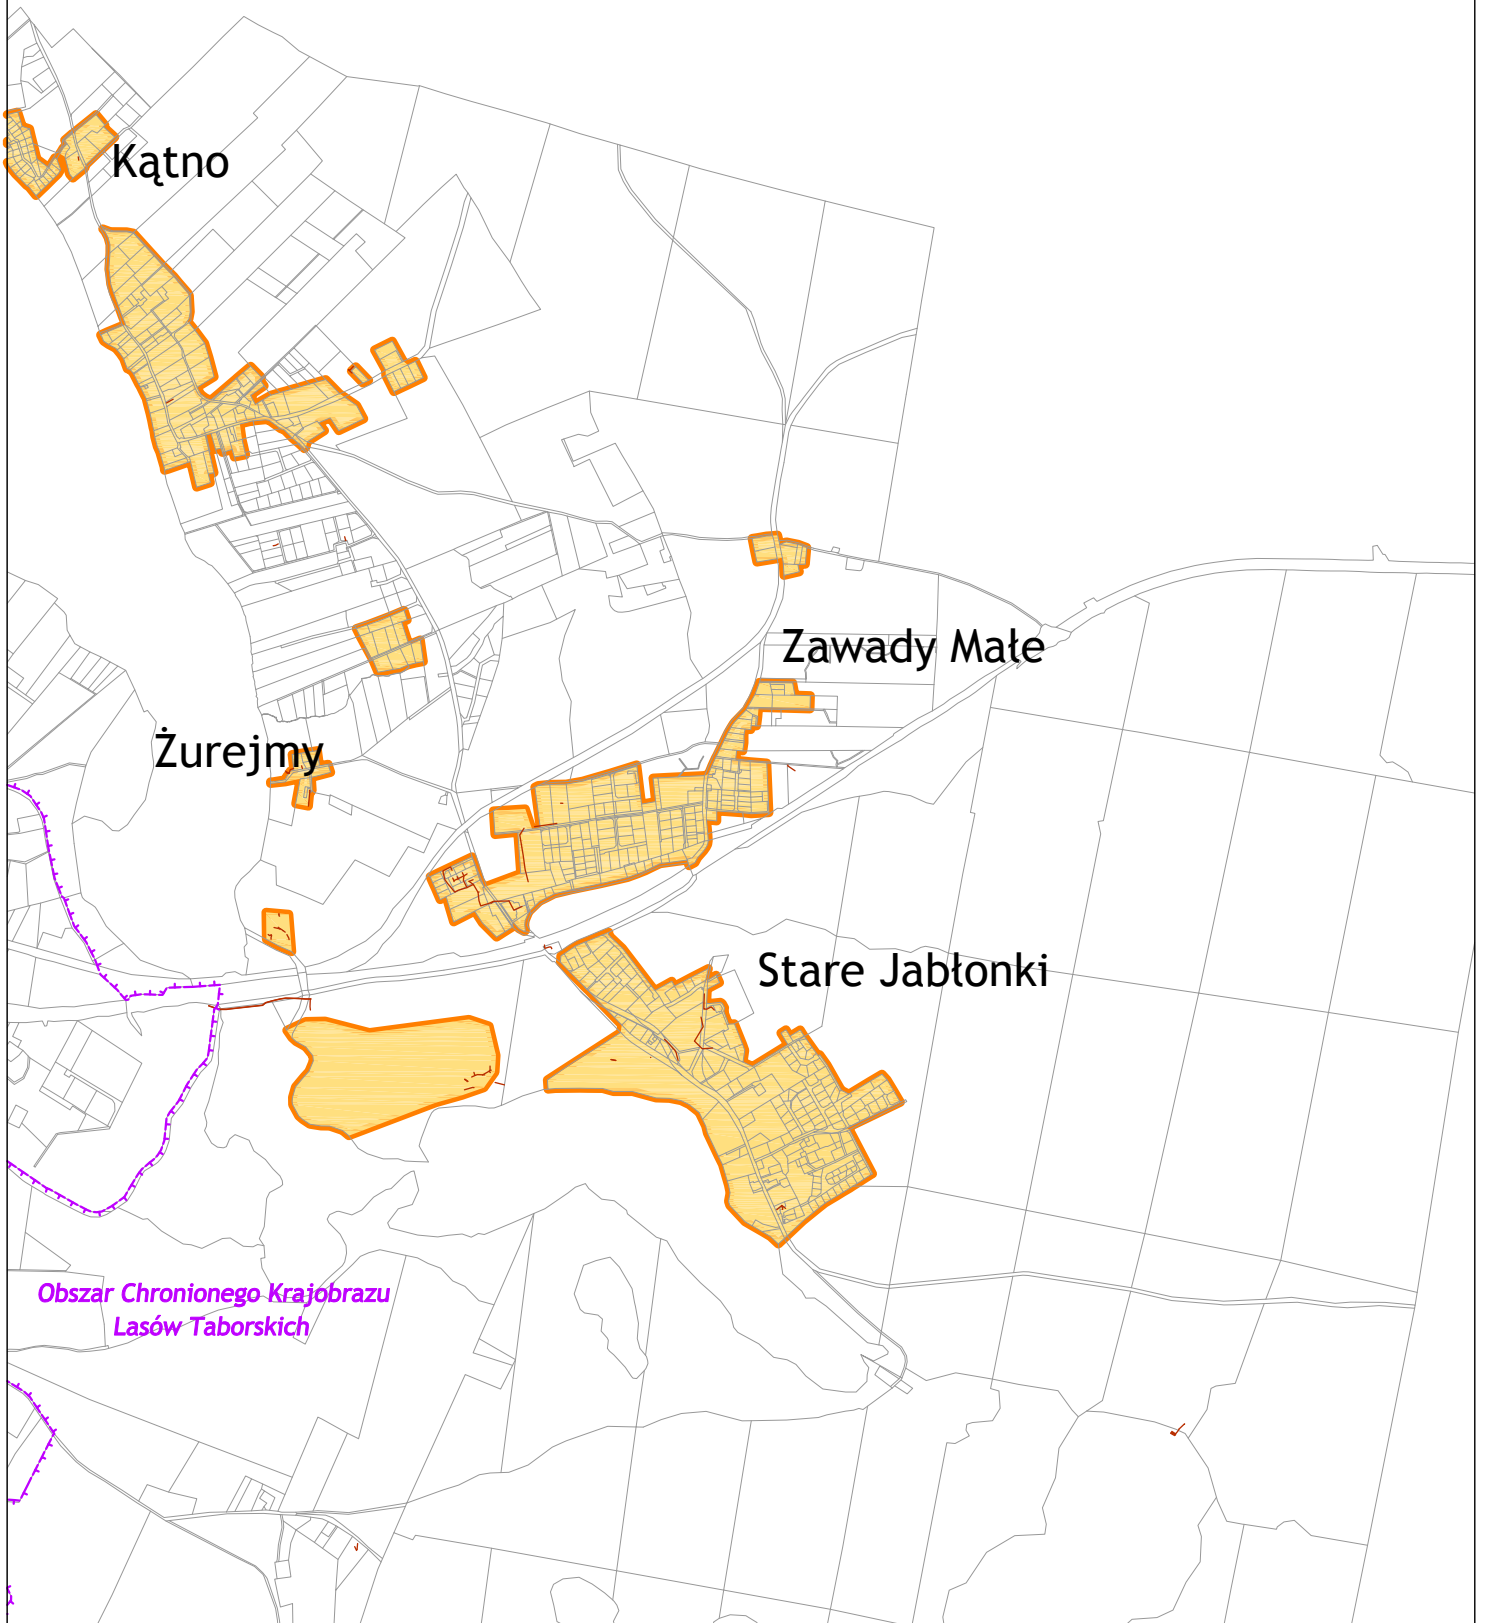 Kątno
Zawady Małe
Żurejmy
Stare Jabłonki
Obszar Chronionego Krajobrazu
Lasów Taborskich